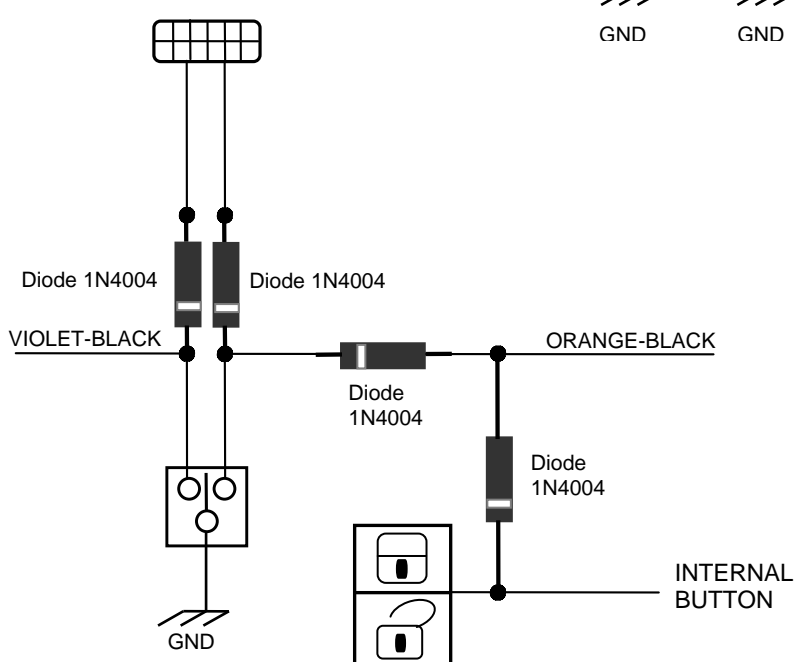 GND
GND
Diode 1N4004
Diode 1N4004
VIOLET-BLACK
ORANGE-BLACK
Diode
1N4004
Diode
1N4004
INTERNAL
BUTTON
GND